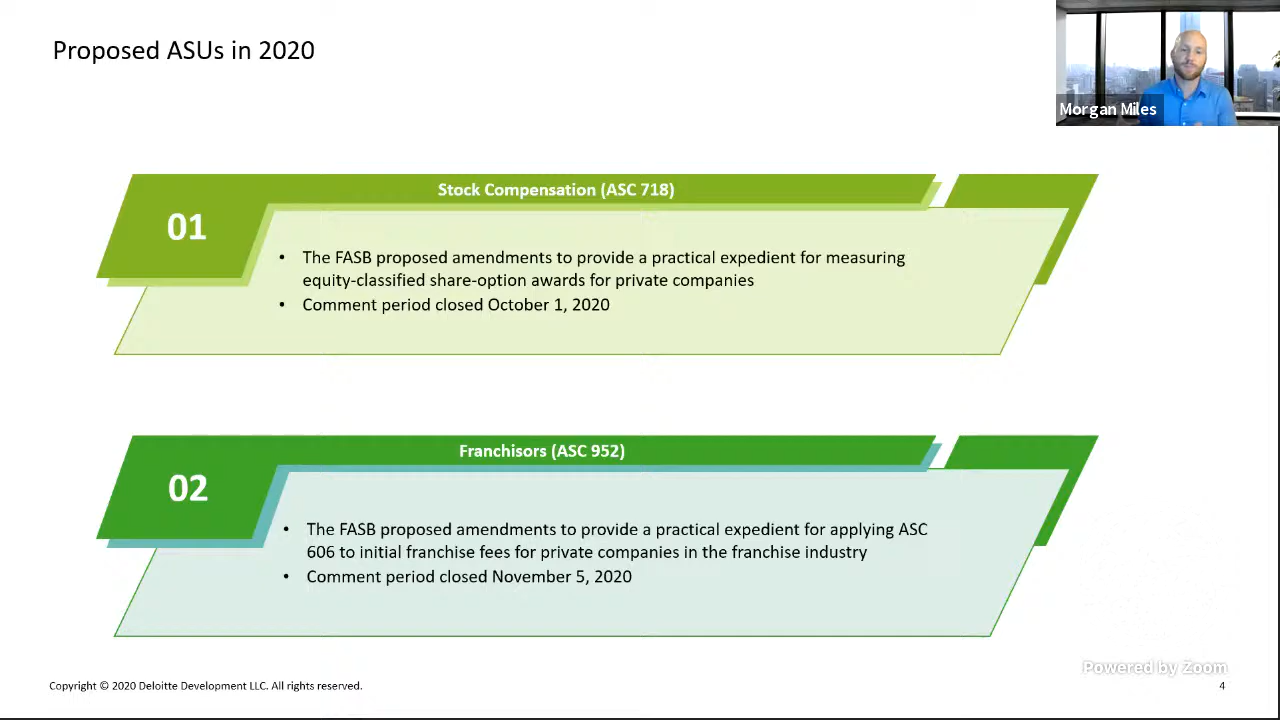 Proposed ASUs in 2020
Morgan Miles
Stock Compensation (ASC 718)
01
• The FASB proposed amendments to provide a practical expedient for measuring
equity-classified share-option awards for private companies
• Comment period closed October 1, 2020
Franchisors (ASC 952)
02
• The FASB proposed amendments to provide a practical expedient for applying ASC
606 to initial franchise fees for private companies in the franchise industry
• Comment period closed November 5, 2020
Powered by Zoom
Copyright © 2020 Deloitte Development LLC. All rights reserved.
4